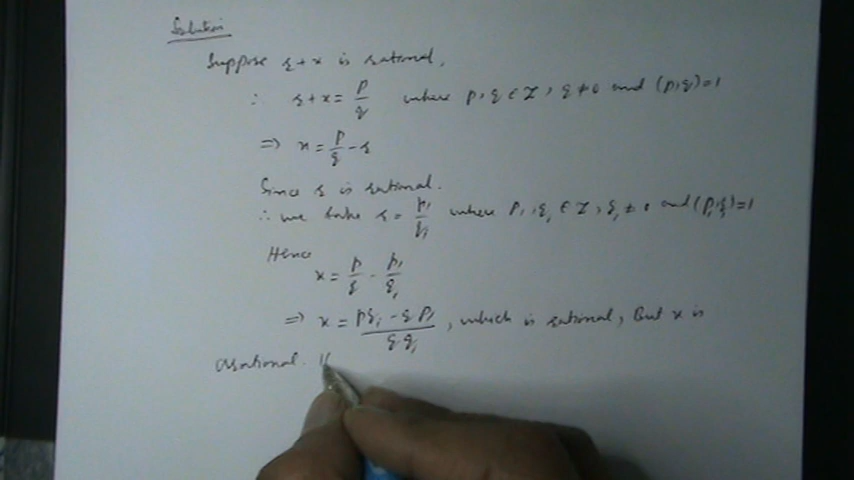 Solution
Suppose r+x is rational,
∴ r+x = p/q where p, q ∈ Z, q ≠ 0 and (p,q)=1
⇒ x = p/q - r
Since r is rational.
∴ we take r = p₁/q₁ where p₁, q₁ ∈ Z, q₁ ≠ 0 and (p₁,q₁)=1
Hence
x = p/q - p₁/q₁
⇒ x = (pq₁ - qp₁)/(qq₁), which is rational, But x is
irrational.